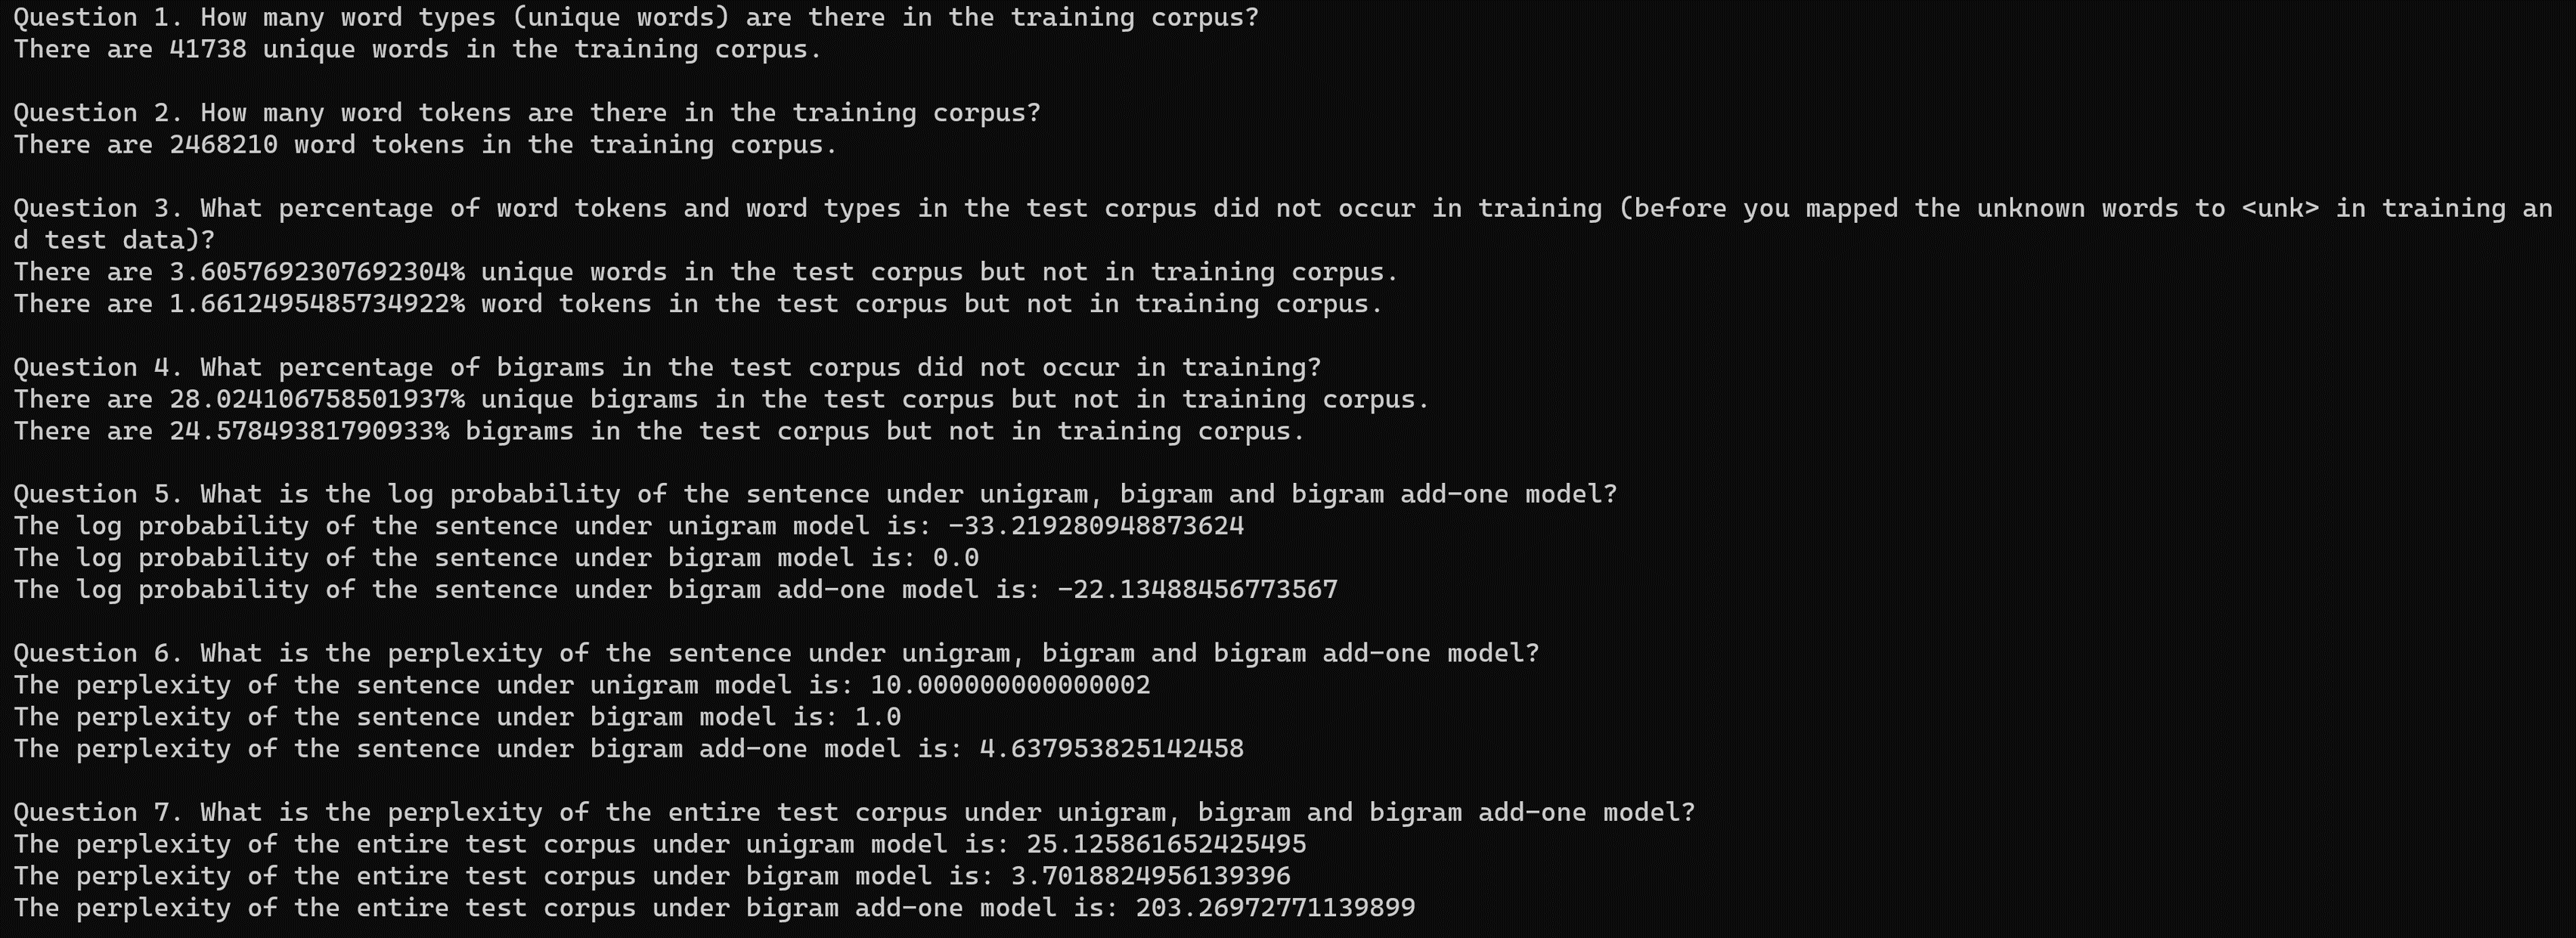 Question 1. How many word types (unique words) are there in the training corpus?
There are 41738 unique words in the training corpus.
Question 2. How many word tokens are there in the training corpus?
There are 2468210 word tokens in the training corpus.
Question 3. What percentage of word tokens and word types in the test corpus did not occur in training (before you mapped the unknown words to <unk> in training an
d test data)?
There are 3.6057692307692304% unique words in the test corpus but not in training corpus.
There are 1.6612495485734922% word tokens in the test corpus but not in training corpus.
Question 4. What percentage of bigrams in the test corpus did not occur in training?
There are 28.024106758501937% unique bigrams in the test corpus but not in training corpus.
There are 24.57849381790933% bigrams in the test corpus but not in training corpus.
Question 5. What is the log probability of the sentence under unigram, bigram and bigram add-one model?
The log probability of the sentence under unigram model is: -33.219280948873624
The log probability of the sentence under bigram model is: 0.0
The log probability of the sentence under bigram add-one model is: -22.13488456773567
Question 6. What is the perplexity of the sentence under unigram, bigram and bigram add-one model?
The perplexity of the sentence under unigram model is: 10.000000000000002
The perplexity of the sentence under bigram model is: 1.0
The perplexity of the sentence under bigram add-one model is: 4.637953825142458
Question 7. What is the perplexity of the entire test corpus under unigram, bigram and bigram add-one model?
The perplexity of the entire test corpus under unigram model is: 25.125861652425495
The perplexity of the entire test corpus under bigram model is: 3.7018824956139396
The perplexity of the entire test corpus under bigram add-one model is: 203.26972771139899